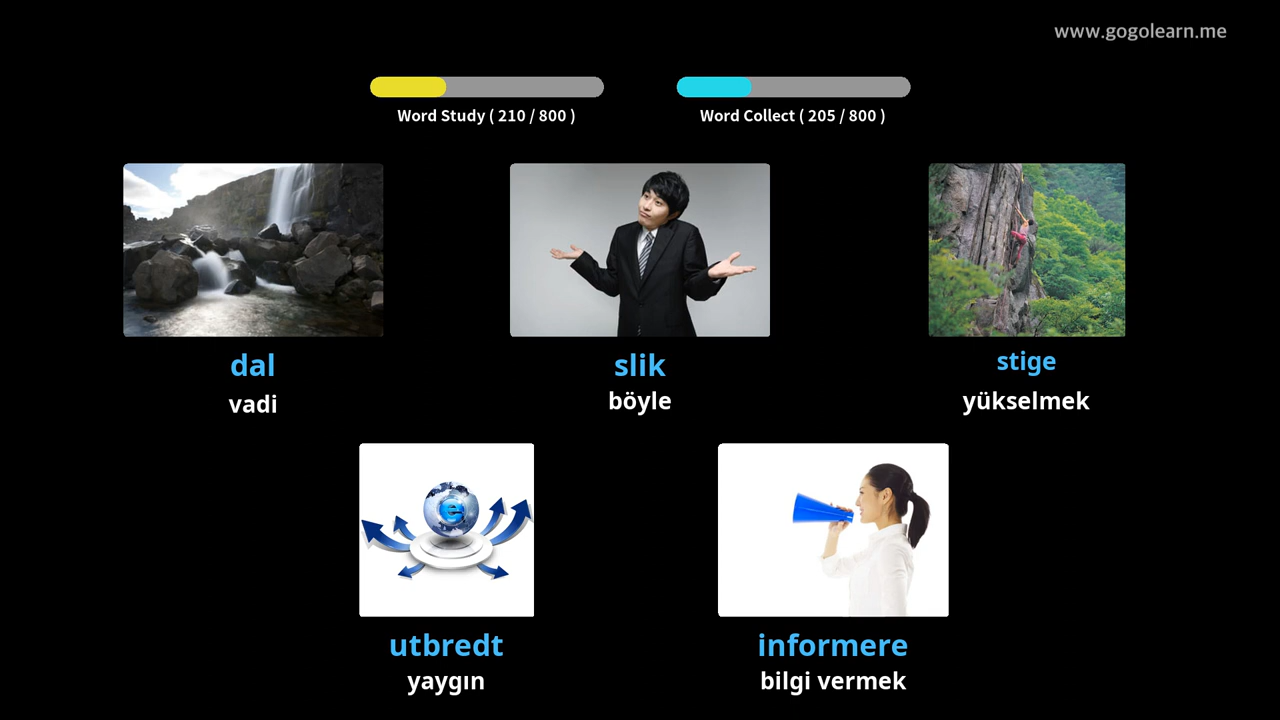 www.gogolearn.me
Word Study ( 210 / 800 )
Word Collect ( 205 / 800 )
dal
vadi
slik
böyle
stige
yükselmek
e
utbredt
yaygın
informere
bilgi vermek